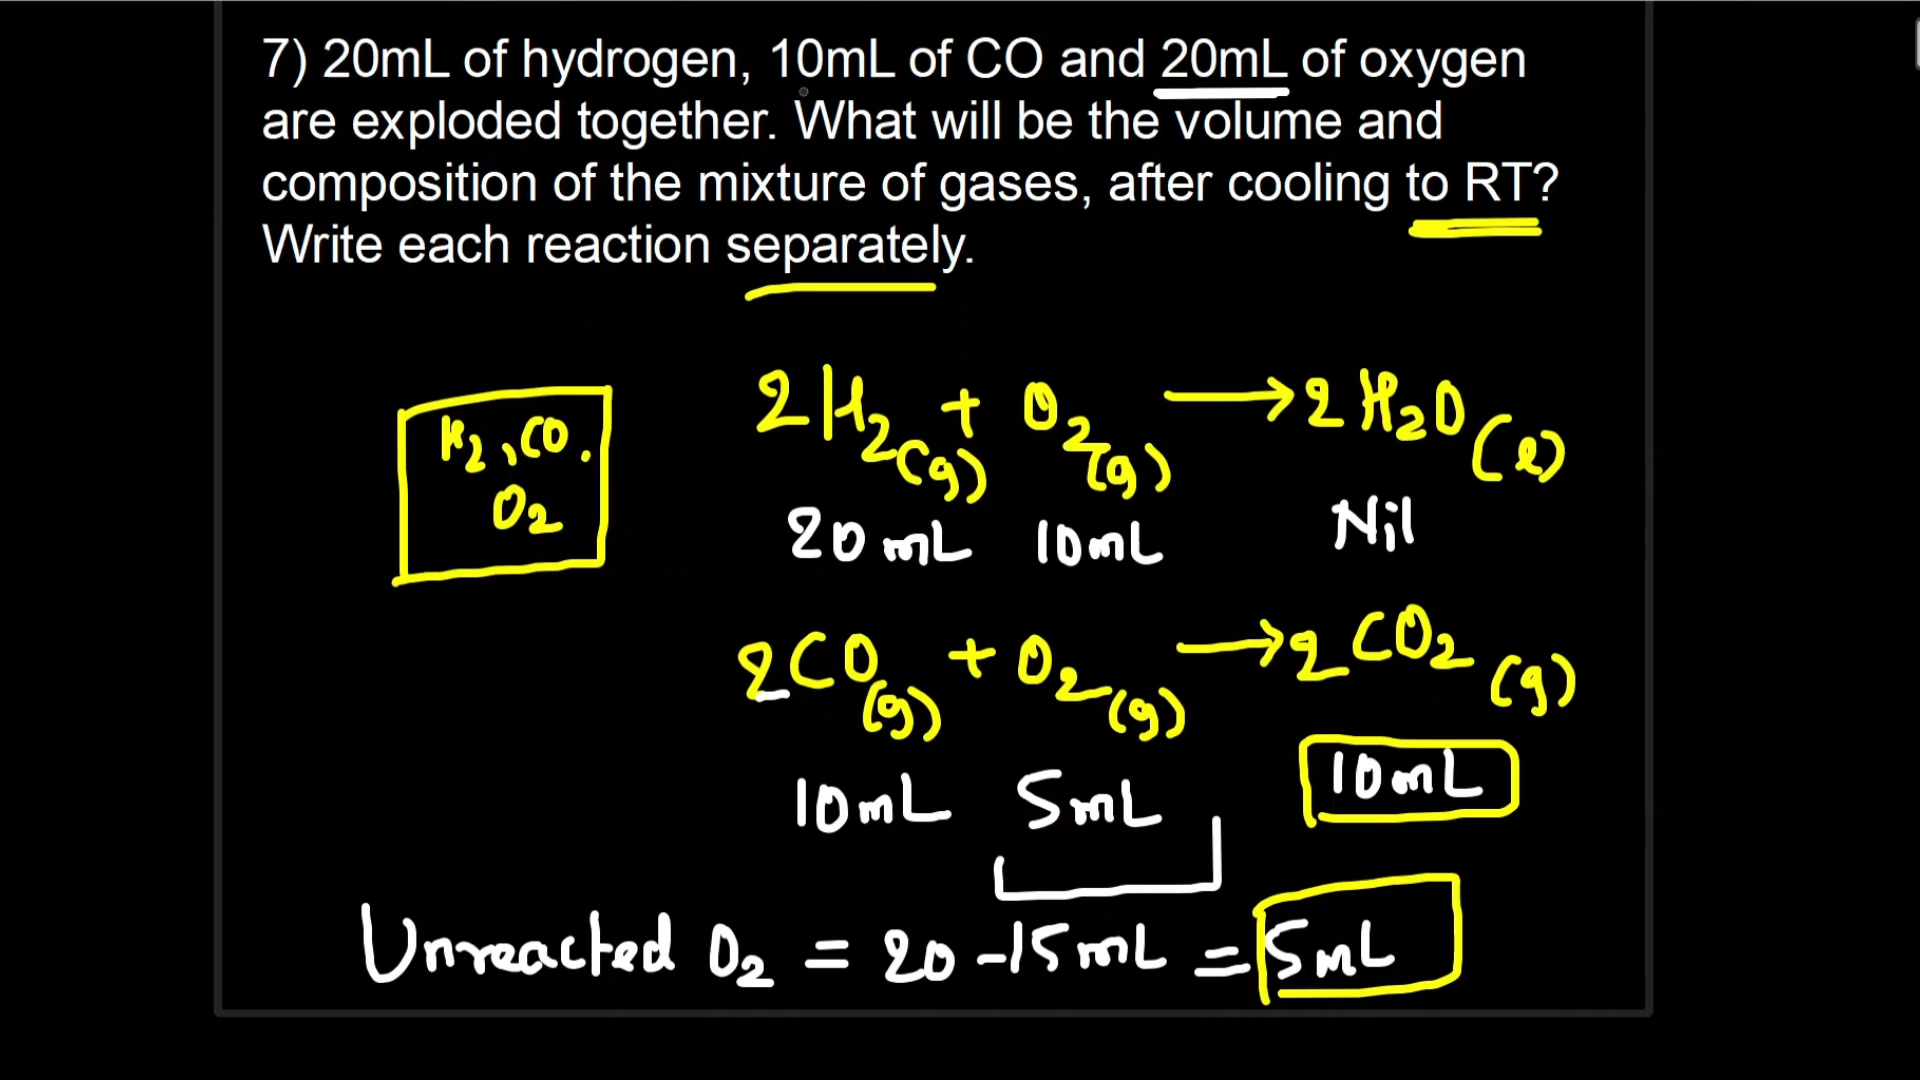 7) 20mL of hydrogen, 10mL of CO and 20mL of oxygen
are exploded together. What will be the volume and
composition of the mixture of gases, after cooling to RT?
Write each reaction separately.
H₂, CO.
O₂
2H₂(g) + O₂(g) → 2H₂O(l)
20 mL 10mL Nil
2CO(g) + O₂(g) → 2CO₂(g)
10mL 5mL 10mL
Unreacted O₂ = 20 - 15mL = 5mL